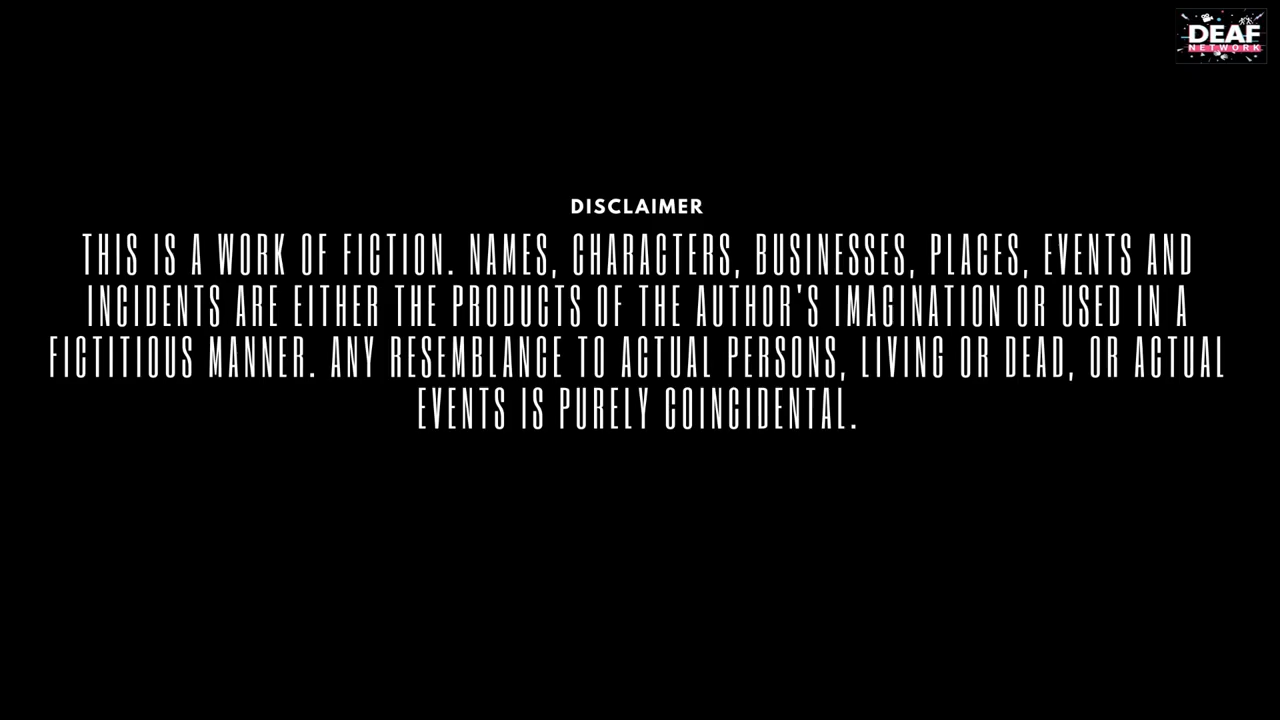 DEAF
NETWORK
DISCLAIMER
THIS IS A WORK OF FICTION. NAMES, CHARACTERS, BUSINESSES, PLACES, EVENTS AND
INCIDENTS ARE EITHER THE PRODUCTS OF THE AUTHOR'S IMAGINATION OR USED IN A
FICTITIOUS MANNER. ANY RESEMBLANCE TO ACTUAL PERSONS, LIVING OR DEAD, OR ACTUAL
EVENTS IS PURELY COINCIDENTAL.